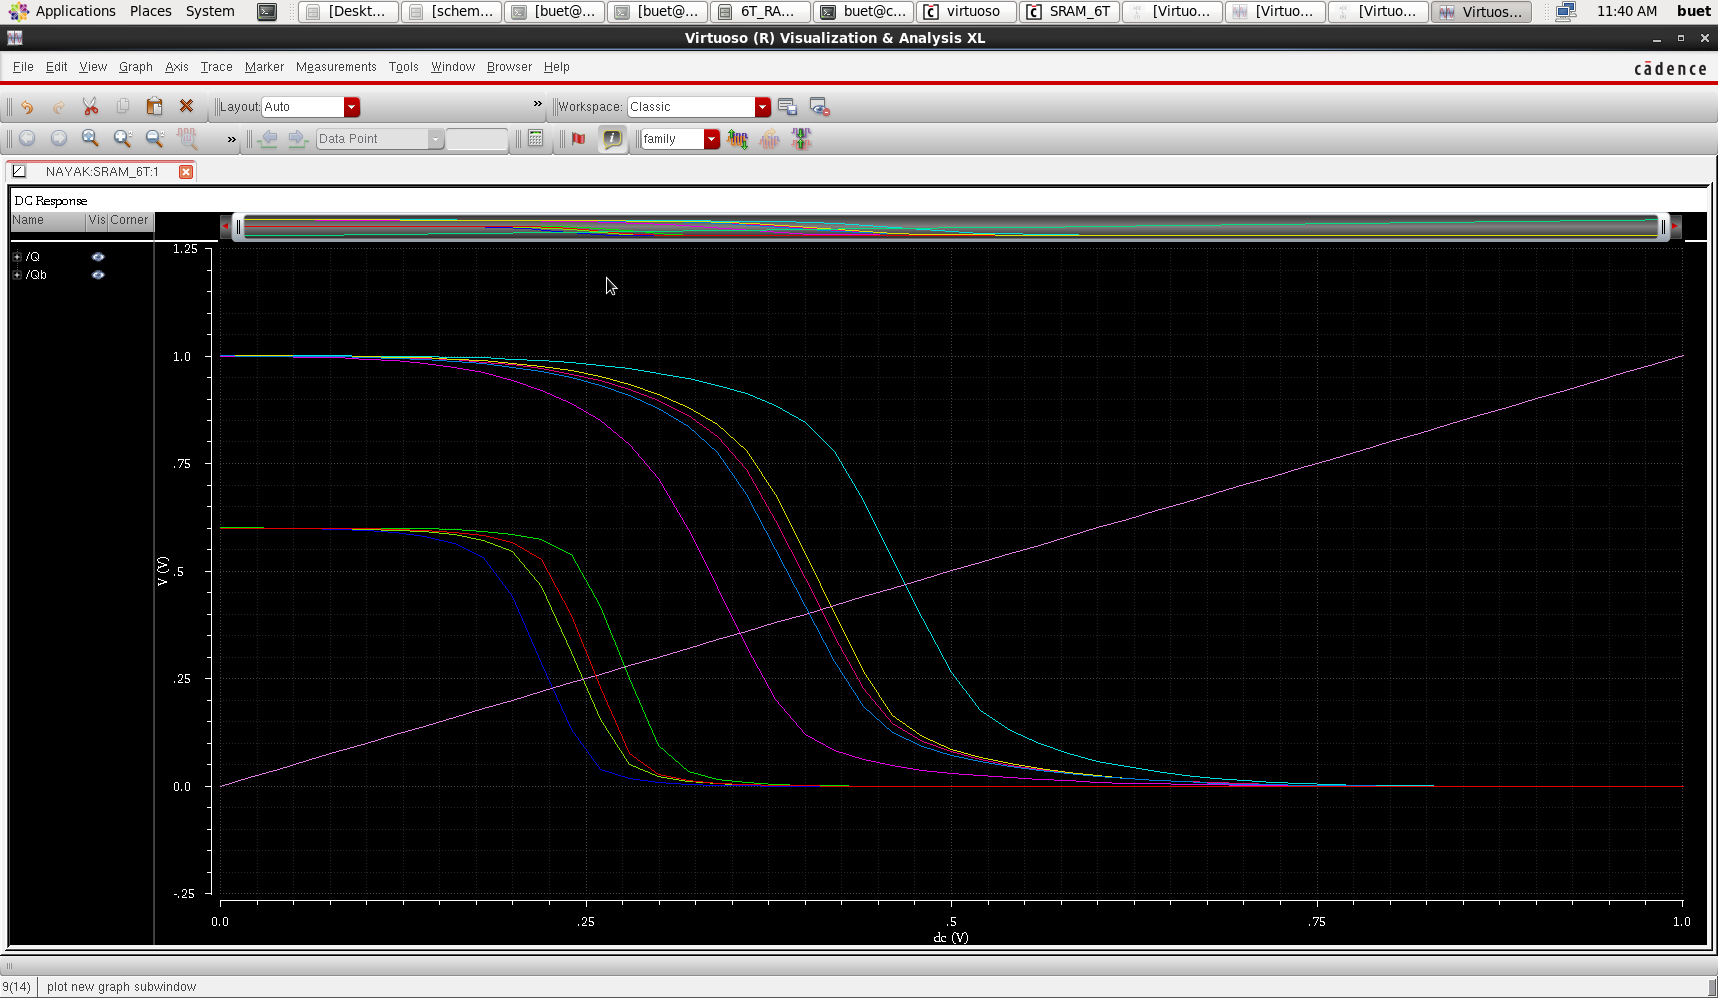 Applications Places System [Deskt... [schem... [buet@... [buet@... 6T_RA... buet@c... virtuoso SRAM_6T [Virtuo... [Virtuo... [Virtuo... Virtuos... 11:40 AM buet
Virtuoso (R) Visualization & Analysis XL
File Edit View Graph Axis Trace Marker Measurements Tools Window Browser Help cādence
Layout: Auto » Workspace: Classic
» Data Point family
NAYAK:SRAM_6T:1
DC Response
Name Vis Corner
/Q
/Qb
1.25
1.0
.75
.5
.25
0.0
-.25
V (V)
0.0 .25 .5 .75 1.0
dc (V)
9(14) plot new graph subwindow